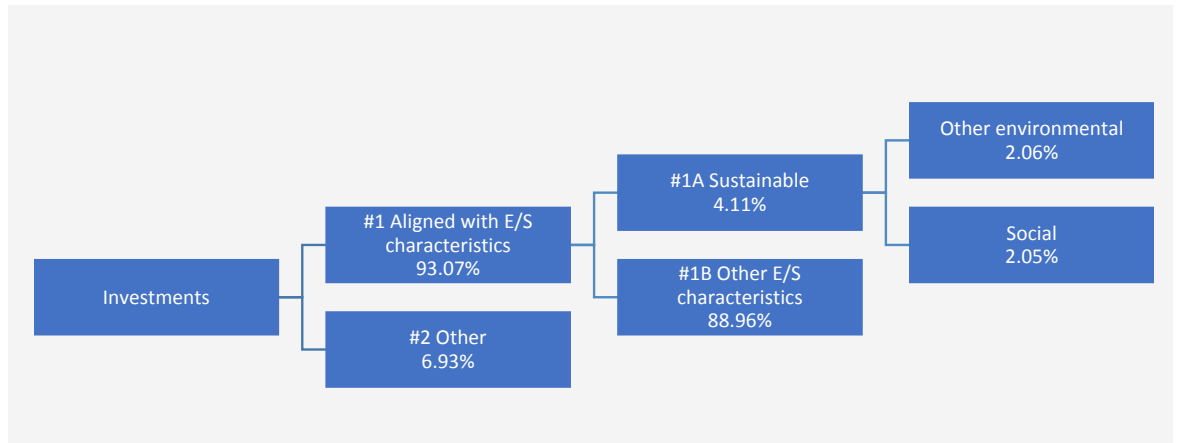 Investments
#1 Aligned with E/S
characteristics
93.07%
#2 Other
6.93%
#1A Sustainable
4.11%
#1B Other E/S
characteristics
88.96%
Other environmental
2.06%
Social
2.05%